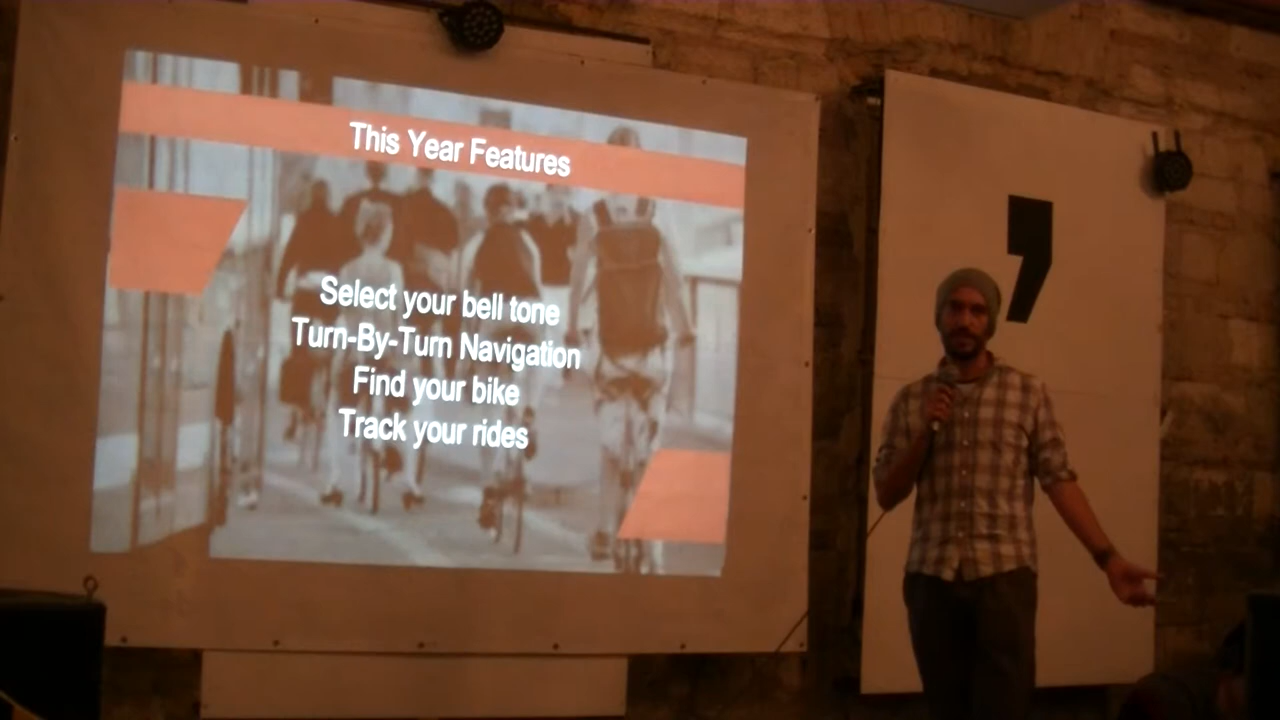 This Year Features
Select your bell tone
Turn-By-Turn Navigation
Find your bike
Track your rides
,